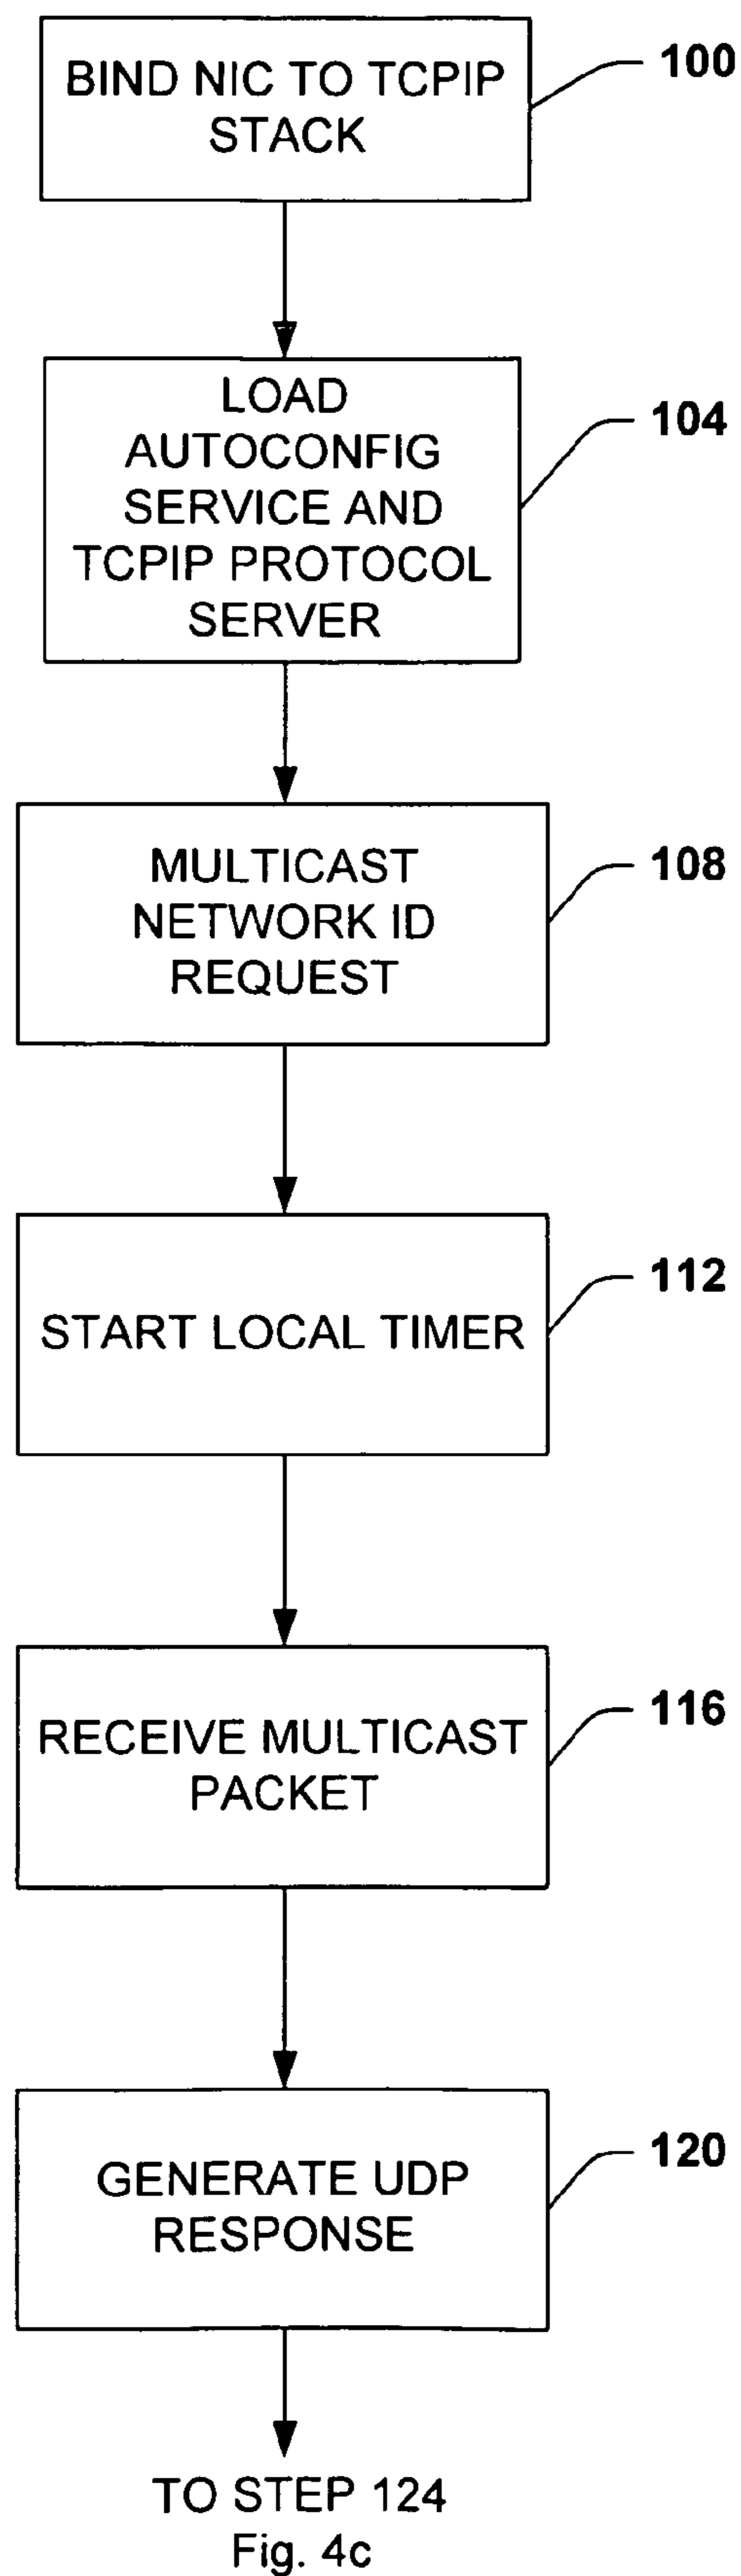 BIND NIC TO TCPIP
STACK
100
LOAD
AUTOCONFIG
SERVICE AND
TCPIP PROTOCOL
SERVER
104
MULTICAST
NETWORK ID
REQUEST
108
START LOCAL TIMER
112
RECEIVE MULTICAST
PACKET
116
GENERATE UDP
RESPONSE
120
TO STEP 124
Fig. 4c